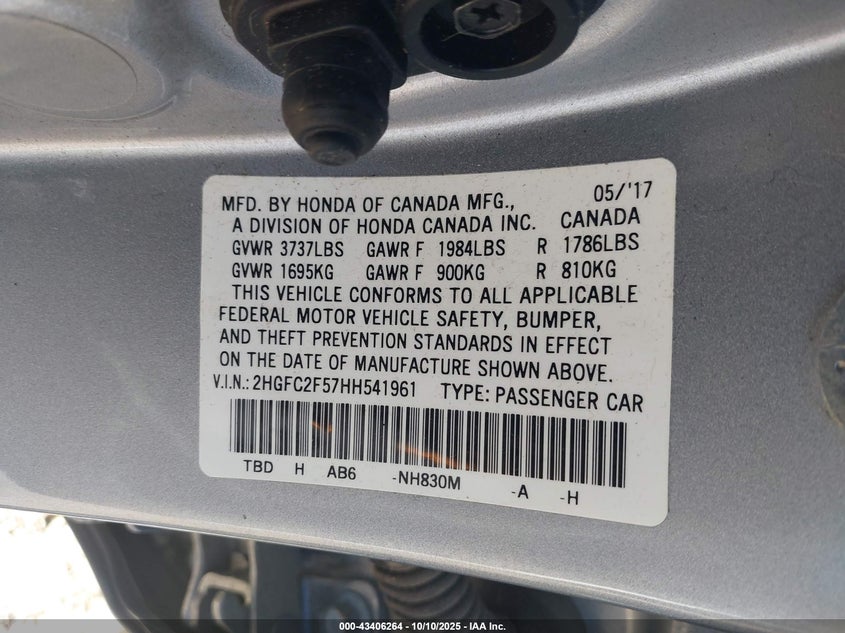 MFD. BY HONDA OF CANADA MFG., 05/'17
A DIVISION OF HONDA CANADA INC. CANADA
GVWR 3737LBS GAWR F 1984LBS R 1786LBS
GVWR 1695KG GAWR F 900KG R 810KG
THIS VEHICLE CONFORMS TO ALL APPLICABLE
FEDERAL MOTOR VEHICLE SAFETY, BUMPER,
AND THEFT PREVENTION STANDARDS IN EFFECT
ON THE DATE OF MANUFACTURE SHOWN ABOVE.
V.I.N.: 2HGFC2F57HH541961 TYPE: PASSENGER CAR
TBD H AB6 -NH830M -A -H
000-43406264 - 10/10/2025 - IAA Inc.